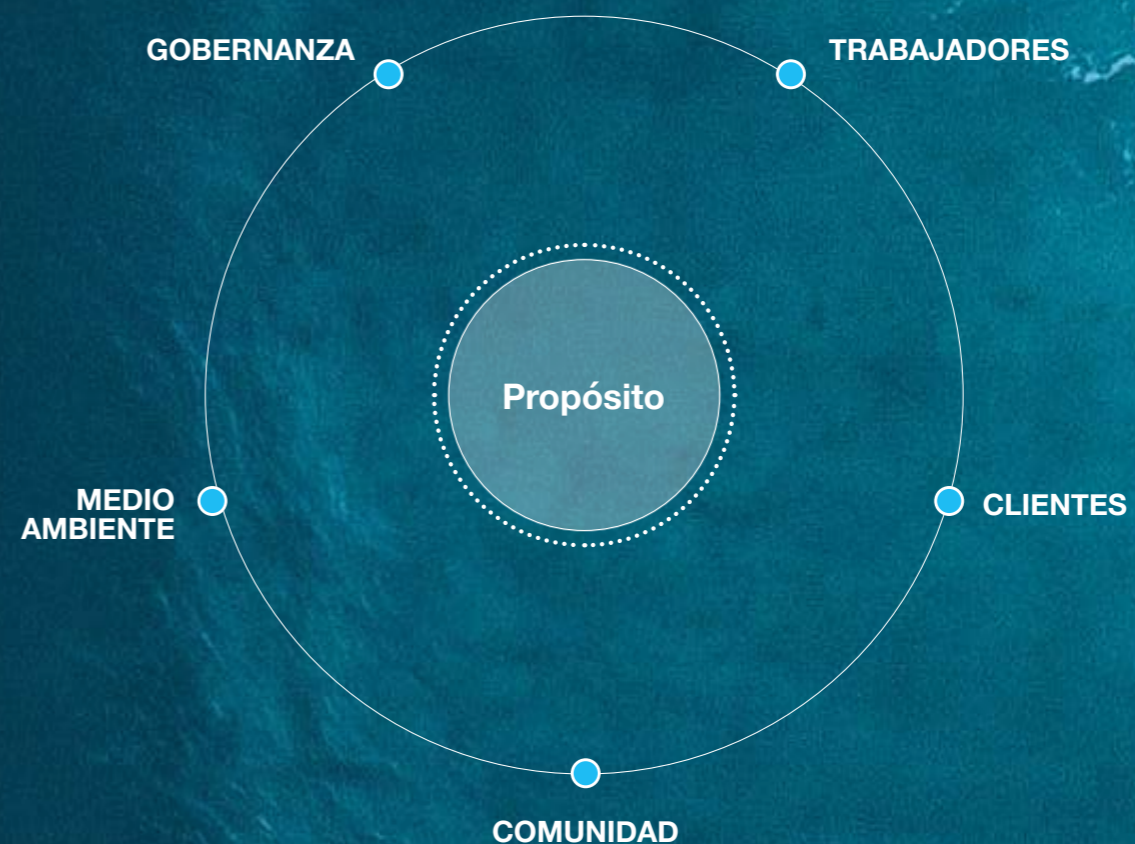 GOBERNANZA
TRABAJADORES
Propósito
MEDIO
AMBIENTE
CLIENTES
COMUNIDAD